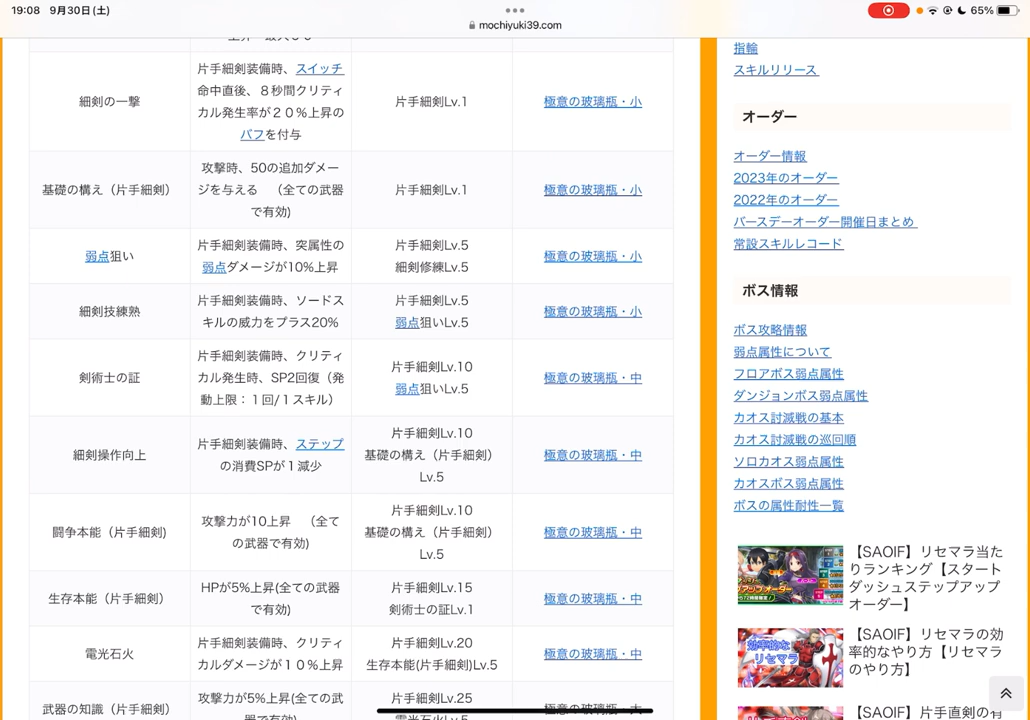 19:08 9月30日(土)
65%
mochiyuki39.com
細剣の一撃
片手細剣装備時、スイッチ
命中直後、８秒間クリティ
カル発生率が２０％上昇の
バフを付与
片手細剣Lv.1
極意の玻璃瓶・小
基礎の構え（片手細剣）
攻撃時、50の追加ダメー
ジを与える （全ての武器
で有効)
片手細剣Lv.1
極意の玻璃瓶・小
弱点狙い
片手細剣装備時、突属性の
弱点ダメージが10%上昇
片手細剣Lv.5
細剣修練Lv.5
極意の玻璃瓶・小
細剣技練熟
片手細剣装備時、ソードス
キルの威力をプラス20%
片手細剣Lv.5
弱点狙いLv.5
極意の玻璃瓶・小
剣術士の証
片手細剣装備時、クリティ
カル発生時、SP2回復（発
動上限：１回/１スキル）
片手細剣Lv.10
弱点狙いLv.5
極意の玻璃瓶・中
細剣操作向上
片手細剣装備時、ステップ
の消費SPが１減少
片手細剣Lv.10
基礎の構え（片手細剣）
Lv.5
極意の玻璃瓶・中
闘争本能（片手細剣)
攻撃力が10上昇 （全て
の武器で有効)
片手細剣Lv.10
基礎の構え（片手細剣）
Lv.5
極意の玻璃瓶・中
生存本能（片手細剣）
HPが5%上昇(全ての武器
で有効)
片手細剣Lv.15
剣術士の証Lv.1
極意の玻璃瓶・中
電光石火
片手細剣装備時、クリティ
カルダメージが１０％上昇
片手細剣Lv.20
生存本能(片手細剣)Lv.5
極意の玻璃瓶・中
武器の知識（片手細剣）
攻撃力が5%上昇(全ての武
器で有効)
片手細剣Lv.25
電光石火Lv.5
極意の玻璃瓶・大
指輪
スキルリリース
オーダー
オーダー情報
2023年のオーダー
2022年のオーダー
バースデーオーダー開催日まとめ
常設スキルレコード
ボス情報
ボス攻略情報
弱点属性について
フロアボス弱点属性
ダンジョンボス弱点属性
カオス討滅戦の基本
カオス討滅戦の巡回順
ソロカオス弱点属性
カオスボス弱点属性
ボスの属性耐性一覧
【SAOIF】リセマラ当た
りランキング【スタート
ダッシュステップアップ
オーダー】
効率的な
リセマラ
【SAOIF】リセマラの効
率的なやり方【リセマラ
のやり方】
【SAOIF】片手直剣の有